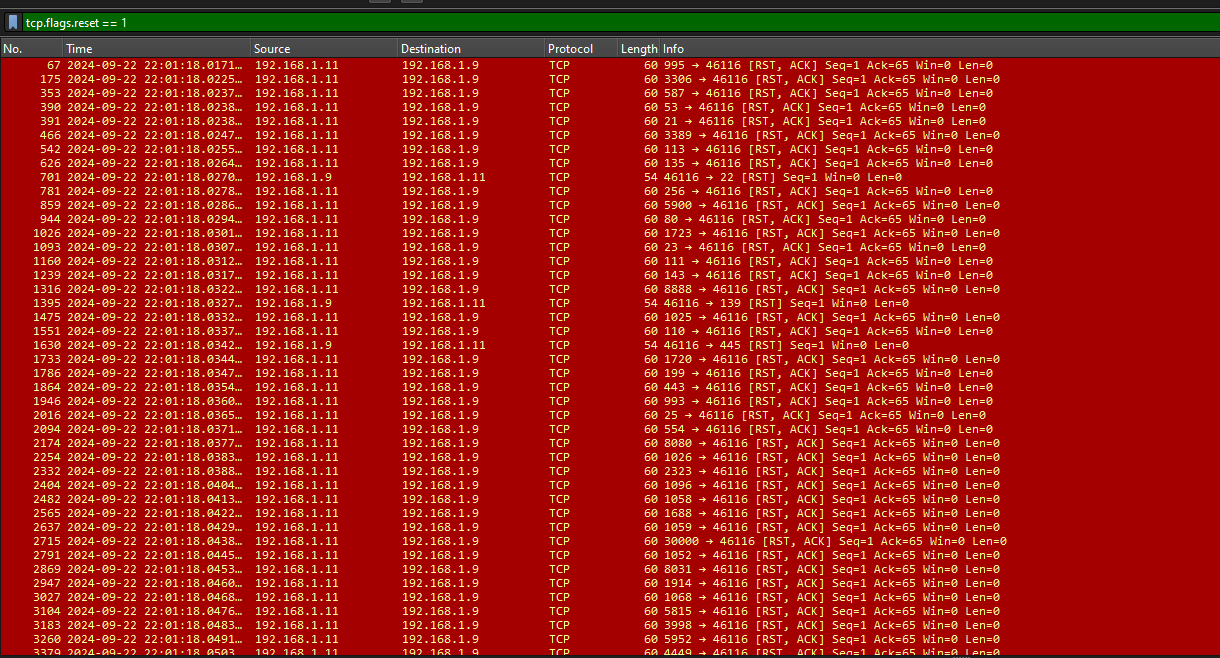 tcp.flags.reset == 1
No. Time Source Destination Protocol Length Info
67 2024-09-22 22:01:18.0171… 192.168.1.11 192.168.1.9 TCP 60 995 → 46116 [RST, ACK] Seq=1 Ack=65 Win=0 Len=0
175 2024-09-22 22:01:18.0225… 192.168.1.11 192.168.1.9 TCP 60 3306 → 46116 [RST, ACK] Seq=1 Ack=65 Win=0 Len=0
353 2024-09-22 22:01:18.0237… 192.168.1.11 192.168.1.9 TCP 60 587 → 46116 [RST, ACK] Seq=1 Ack=65 Win=0 Len=0
390 2024-09-22 22:01:18.0238… 192.168.1.11 192.168.1.9 TCP 60 53 → 46116 [RST, ACK] Seq=1 Ack=65 Win=0 Len=0
391 2024-09-22 22:01:18.0238… 192.168.1.11 192.168.1.9 TCP 60 21 → 46116 [RST, ACK] Seq=1 Ack=65 Win=0 Len=0
466 2024-09-22 22:01:18.0247… 192.168.1.11 192.168.1.9 TCP 60 3389 → 46116 [RST, ACK] Seq=1 Ack=65 Win=0 Len=0
542 2024-09-22 22:01:18.0255… 192.168.1.11 192.168.1.9 TCP 60 113 → 46116 [RST, ACK] Seq=1 Ack=65 Win=0 Len=0
626 2024-09-22 22:01:18.0264… 192.168.1.11 192.168.1.9 TCP 60 135 → 46116 [RST, ACK] Seq=1 Ack=65 Win=0 Len=0
701 2024-09-22 22:01:18.0270… 192.168.1.9 192.168.1.11 TCP 54 46116 → 22 [RST] Seq=1 Win=0 Len=0
781 2024-09-22 22:01:18.0278… 192.168.1.11 192.168.1.9 TCP 60 256 → 46116 [RST, ACK] Seq=1 Ack=65 Win=0 Len=0
859 2024-09-22 22:01:18.0286… 192.168.1.11 192.168.1.9 TCP 60 5900 → 46116 [RST, ACK] Seq=1 Ack=65 Win=0 Len=0
944 2024-09-22 22:01:18.0294… 192.168.1.11 192.168.1.9 TCP 60 80 → 46116 [RST, ACK] Seq=1 Ack=65 Win=0 Len=0
1026 2024-09-22 22:01:18.0301… 192.168.1.11 192.168.1.9 TCP 60 1723 → 46116 [RST, ACK] Seq=1 Ack=65 Win=0 Len=0
1093 2024-09-22 22:01:18.0307… 192.168.1.11 192.168.1.9 TCP 60 23 → 46116 [RST, ACK] Seq=1 Ack=65 Win=0 Len=0
1160 2024-09-22 22:01:18.0312… 192.168.1.11 192.168.1.9 TCP 60 111 → 46116 [RST, ACK] Seq=1 Ack=65 Win=0 Len=0
1239 2024-09-22 22:01:18.0317… 192.168.1.11 192.168.1.9 TCP 60 143 → 46116 [RST, ACK] Seq=1 Ack=65 Win=0 Len=0
1316 2024-09-22 22:01:18.0322… 192.168.1.11 192.168.1.9 TCP 60 8888 → 46116 [RST, ACK] Seq=1 Ack=65 Win=0 Len=0
1395 2024-09-22 22:01:18.0327… 192.168.1.9 192.168.1.11 TCP 54 46116 → 139 [RST] Seq=1 Win=0 Len=0
1475 2024-09-22 22:01:18.0332… 192.168.1.11 192.168.1.9 TCP 60 1025 → 46116 [RST, ACK] Seq=1 Ack=65 Win=0 Len=0
1551 2024-09-22 22:01:18.0337… 192.168.1.11 192.168.1.9 TCP 60 110 → 46116 [RST, ACK] Seq=1 Ack=65 Win=0 Len=0
1630 2024-09-22 22:01:18.0342… 192.168.1.9 192.168.1.11 TCP 54 46116 → 445 [RST] Seq=1 Win=0 Len=0
1733 2024-09-22 22:01:18.0344… 192.168.1.11 192.168.1.9 TCP 60 1720 → 46116 [RST, ACK] Seq=1 Ack=65 Win=0 Len=0
1786 2024-09-22 22:01:18.0347… 192.168.1.11 192.168.1.9 TCP 60 199 → 46116 [RST, ACK] Seq=1 Ack=65 Win=0 Len=0
1864 2024-09-22 22:01:18.0354… 192.168.1.11 192.168.1.9 TCP 60 443 → 46116 [RST, ACK] Seq=1 Ack=65 Win=0 Len=0
1946 2024-09-22 22:01:18.0360… 192.168.1.11 192.168.1.9 TCP 60 993 → 46116 [RST, ACK] Seq=1 Ack=65 Win=0 Len=0
2016 2024-09-22 22:01:18.0365… 192.168.1.11 192.168.1.9 TCP 60 25 → 46116 [RST, ACK] Seq=1 Ack=65 Win=0 Len=0
2094 2024-09-22 22:01:18.0371… 192.168.1.11 192.168.1.9 TCP 60 554 → 46116 [RST, ACK] Seq=1 Ack=65 Win=0 Len=0
2174 2024-09-22 22:01:18.0377… 192.168.1.11 192.168.1.9 TCP 60 8080 → 46116 [RST, ACK] Seq=1 Ack=65 Win=0 Len=0
2254 2024-09-22 22:01:18.0383… 192.168.1.11 192.168.1.9 TCP 60 1026 → 46116 [RST, ACK] Seq=1 Ack=65 Win=0 Len=0
2332 2024-09-22 22:01:18.0388… 192.168.1.11 192.168.1.9 TCP 60 2323 → 46116 [RST, ACK] Seq=1 Ack=65 Win=0 Len=0
2404 2024-09-22 22:01:18.0404… 192.168.1.11 192.168.1.9 TCP 60 1096 → 46116 [RST, ACK] Seq=1 Ack=65 Win=0 Len=0
2482 2024-09-22 22:01:18.0413… 192.168.1.11 192.168.1.9 TCP 60 1058 → 46116 [RST, ACK] Seq=1 Ack=65 Win=0 Len=0
2565 2024-09-22 22:01:18.0422… 192.168.1.11 192.168.1.9 TCP 60 1688 → 46116 [RST, ACK] Seq=1 Ack=65 Win=0 Len=0
2637 2024-09-22 22:01:18.0429… 192.168.1.11 192.168.1.9 TCP 60 1059 → 46116 [RST, ACK] Seq=1 Ack=65 Win=0 Len=0
2715 2024-09-22 22:01:18.0438… 192.168.1.11 192.168.1.9 TCP 60 30000 → 46116 [RST, ACK] Seq=1 Ack=65 Win=0 Len=0
2791 2024-09-22 22:01:18.0445… 192.168.1.11 192.168.1.9 TCP 60 1052 → 46116 [RST, ACK] Seq=1 Ack=65 Win=0 Len=0
2869 2024-09-22 22:01:18.0453… 192.168.1.11 192.168.1.9 TCP 60 8031 → 46116 [RST, ACK] Seq=1 Ack=65 Win=0 Len=0
2947 2024-09-22 22:01:18.0460… 192.168.1.11 192.168.1.9 TCP 60 1914 → 46116 [RST, ACK] Seq=1 Ack=65 Win=0 Len=0
3027 2024-09-22 22:01:18.0468… 192.168.1.11 192.168.1.9 TCP 60 1068 → 46116 [RST, ACK] Seq=1 Ack=65 Win=0 Len=0
3104 2024-09-22 22:01:18.0476… 192.168.1.11 192.168.1.9 TCP 60 5815 → 46116 [RST, ACK] Seq=1 Ack=65 Win=0 Len=0
3183 2024-09-22 22:01:18.0483… 192.168.1.11 192.168.1.9 TCP 60 3998 → 46116 [RST, ACK] Seq=1 Ack=65 Win=0 Len=0
3260 2024-09-22 22:01:18.0491… 192.168.1.11 192.168.1.9 TCP 60 5952 → 46116 [RST, ACK] Seq=1 Ack=65 Win=0 Len=0
3379 2024-09-22 22:01:18.0503… 192.168.1.11 192.168.1.9 TCP 60 4449 → 46116 [RST, ACK] Seq=1 Ack=65 Win=0 Len=0